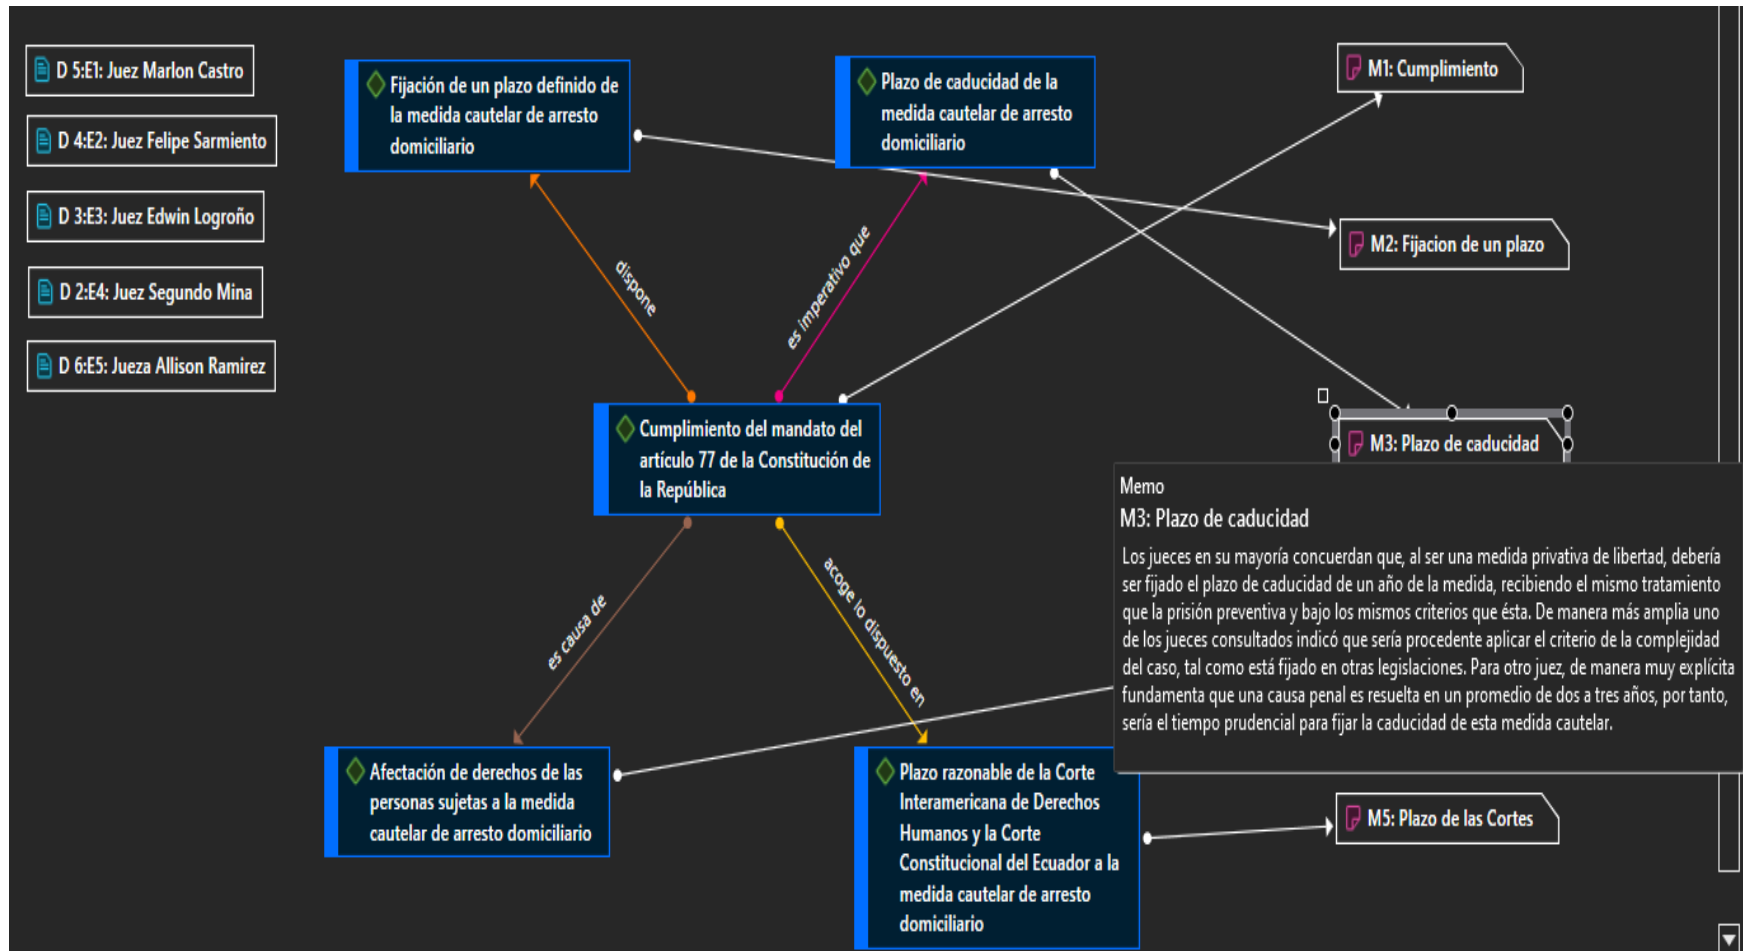 D 5:E1: Juez Marlon Castro
D 4:E2: Juez Felipe Sarmiento
D 3:E3: Juez Edwin Logroño
D 2:E4: Juez Segundo Mina
D 6:E5: Jueza Allison Ramirez
Fijación de un plazo definido de
la medida cautelar de arresto
domiciliario
Plazo de caducidad de la
medida cautelar de arresto
domiciliario
M1: Cumplimiento
M2: Fijacion de un plazo
dispone
es imperativo que
Cumplimiento del mandato del
artículo 77 de la Constitución de
la República
M3: Plazo de caducidad
Memo
M3: Plazo de caducidad
Los jueces en su mayoría concuerdan que, al ser una medida privativa de libertad, debería
ser fijado el plazo de caducidad de un año de la medida, recibiendo el mismo tratamiento
que la prisión preventiva y bajo los mismos criterios que ésta. De manera más amplia uno
de los jueces consultados indicó que sería procedente aplicar el criterio de la complejidad
del caso, tal como está fijado en otras legislaciones. Para otro juez, de manera muy explícita
fundamenta que una causa penal es resuelta en un promedio de dos a tres años, por tanto,
sería el tiempo prudencial para fijar la caducidad de esta medida cautelar.
es causa de
acoge lo dispuesto en
Afectación de derechos de las
personas sujetas a la medida
cautelar de arresto domiciliario
Plazo razonable de la Corte
Interamericana de Derechos
Humanos y la Corte
Constitucional del Ecuador a la
medida cautelar de arresto
domiciliario
M5: Plazo de las Cortes